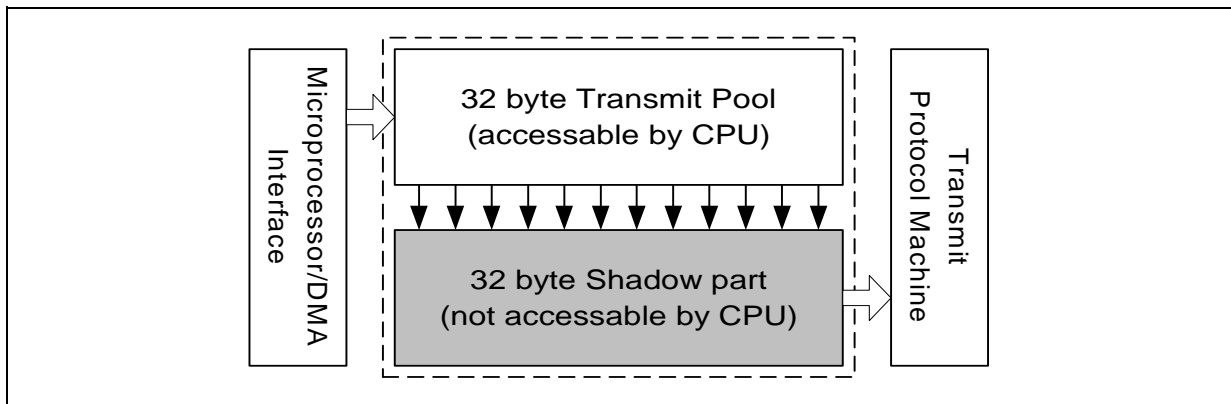 Microprocessor/DMA
Interface
32 byte Transmit Pool
(accessable by CPU)
32 byte Shadow part
(not accessable by CPU)
Transmit
Protocol Machine